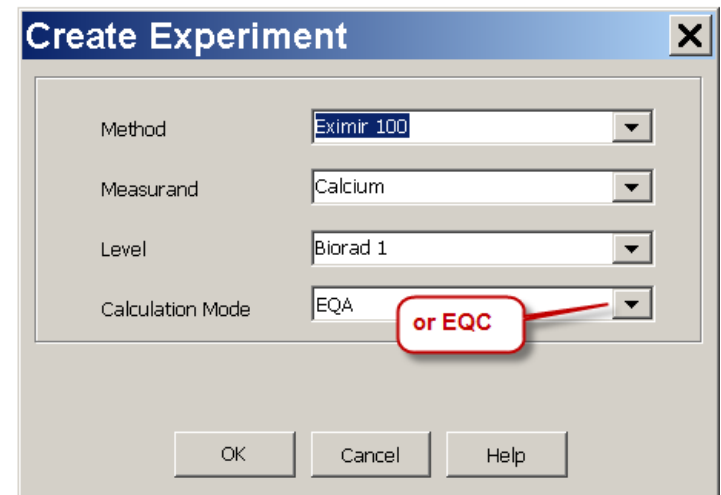 Create Experiment
Method Eximir 100
Measurand Calcium
Level Biorad 1
Calculation Mode EQA
or EQC
OK Cancel Help